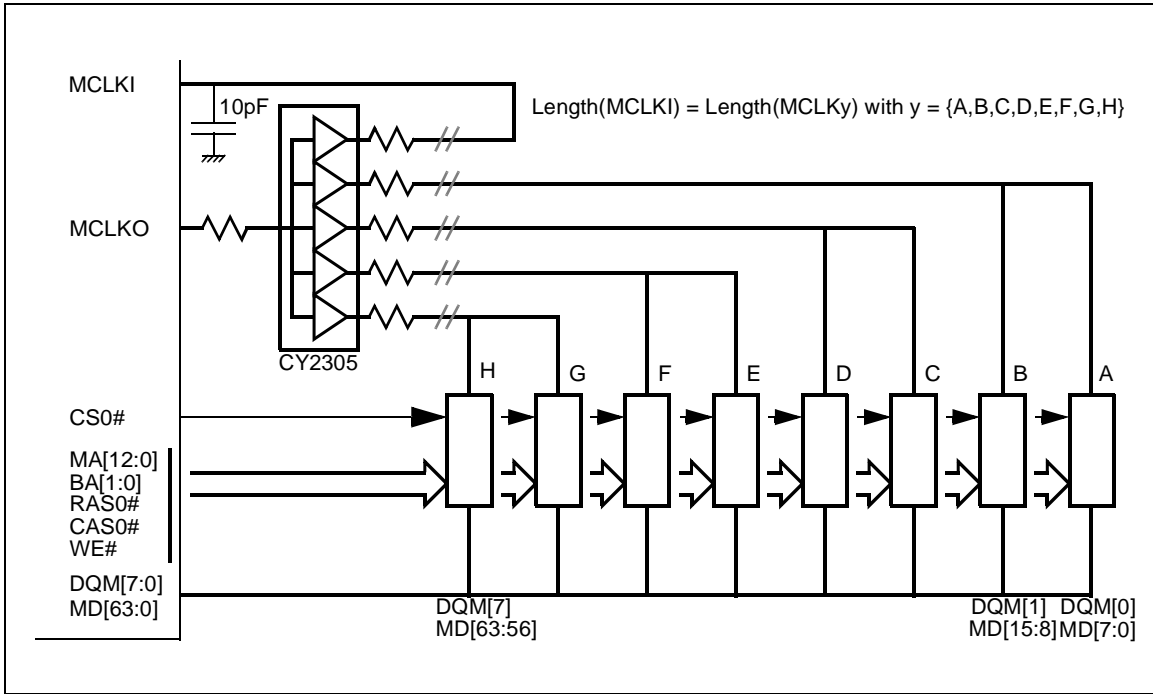 MCLKI
10pF
Length(MCLKI) = Length(MCLKy) with y = {A,B,C,D,E,F,G,H}
MCLKO
CY2305
H
G
F
E
D
C
B
A
CS0#
MA[12:0]
BA[1:0]
RAS0#
CAS0#
WE#
DQM[7:0]
MD[63:0]
DQM[7]
MD[63:56]
DQM[1]
MD[15:8]
DQM[0]
MD[7:0]